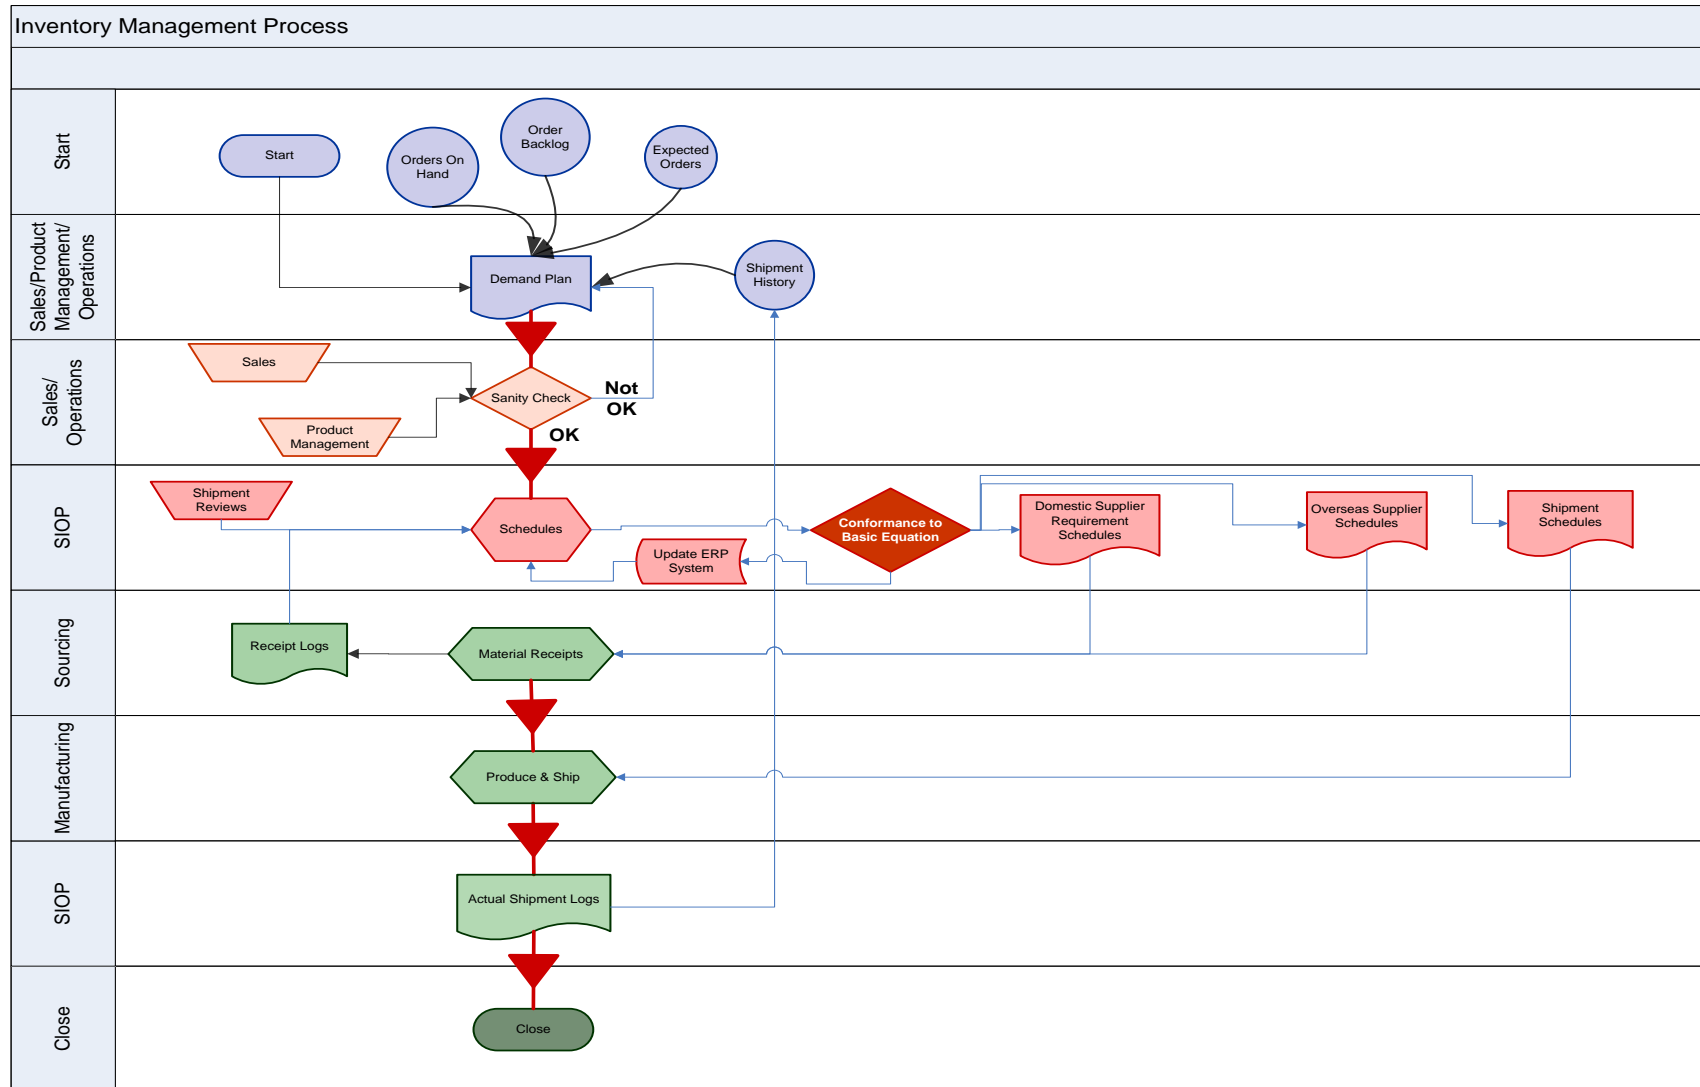 Inventory Management Process
Start
Start
Orders On
Hand
Order
Backlog
Expected
Orders
Sales/Product
Management/
Operations
Demand Plan
Shipment
History
Sales/
Operations
Sales
Product
Management
Sanity Check
Not
OK
OK
SIOP
Shipment
Reviews
Schedules
Update ERP
System
Conformance to
Basic Equation
Domestic Supplier
Requirement
Schedules
Overseas Supplier
Schedules
Shipment
Schedules
Sourcing
Receipt Logs
Material Receipts
Manufacturing
Produce & Ship
SIOP
Actual Shipment Logs
Close
Close